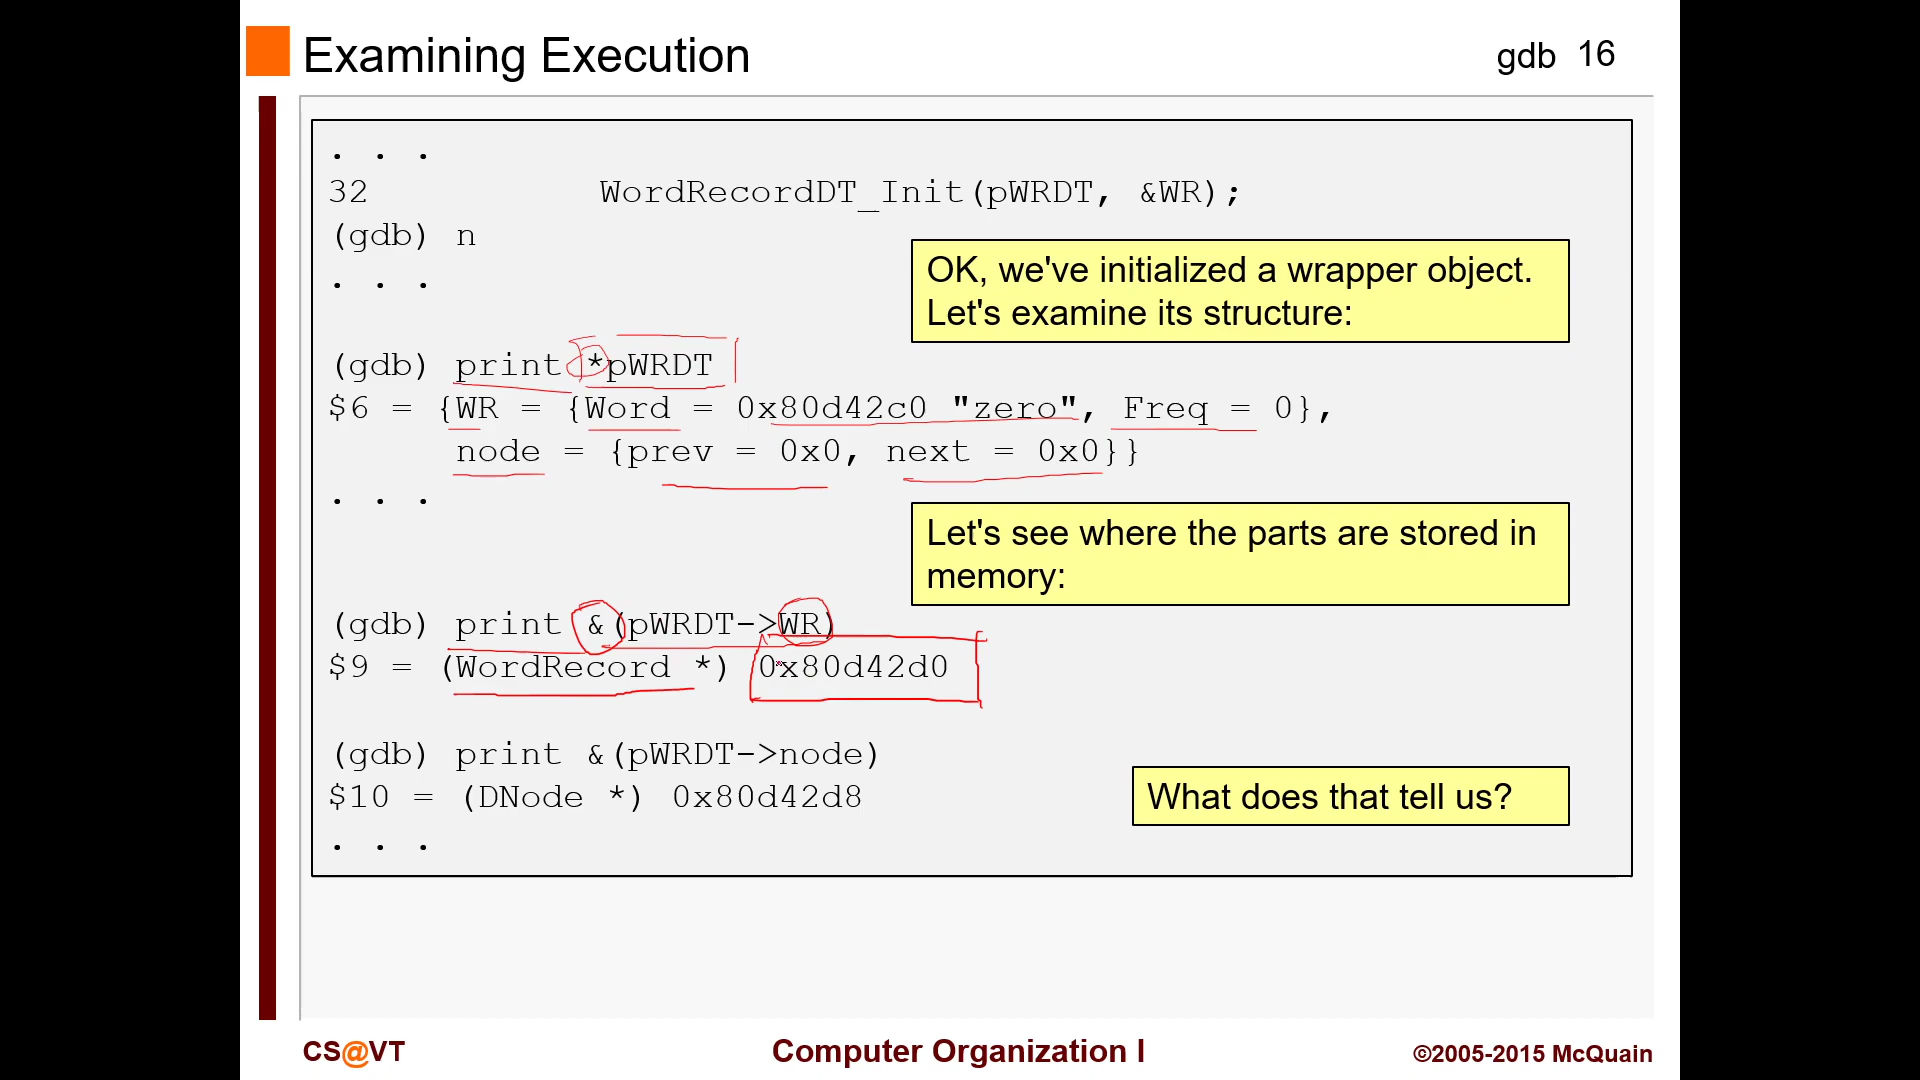 Examining Execution
gdb 16
. . .
32 WordRecordDT_Init(pWRDT, &WR);
(gdb) n
. . .
OK, we've initialized a wrapper object.
Let's examine its structure:
(gdb) print *pWRDT
$6 = {WR = {Word = 0x80d42c0 "zero", Freq = 0},
node = {prev = 0x0, next = 0x0}}
. . .
Let's see where the parts are stored in
memory:
(gdb) print &(pWRDT->WR)
$9 = (WordRecord *) 0x80d42d0
(gdb) print &(pWRDT->node)
$10 = (DNode *) 0x80d42d8
What does that tell us?
. . .
CS@VT
Computer Organization I
©2005-2015 McQuain